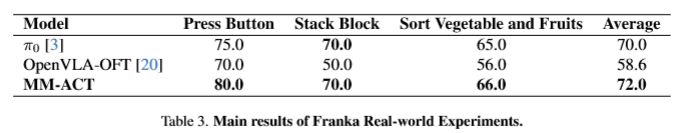 Model Press Button Stack Block Sort Vegetable and Fruits Average
π0 [3] 75.0 70.0 65.0 70.0
OpenVLA-OFT [20] 70.0 50.0 56.0 58.6
MM-ACT 80.0 70.0 66.0 72.0
Table 3. Main results of Franka Real-world Experiments.